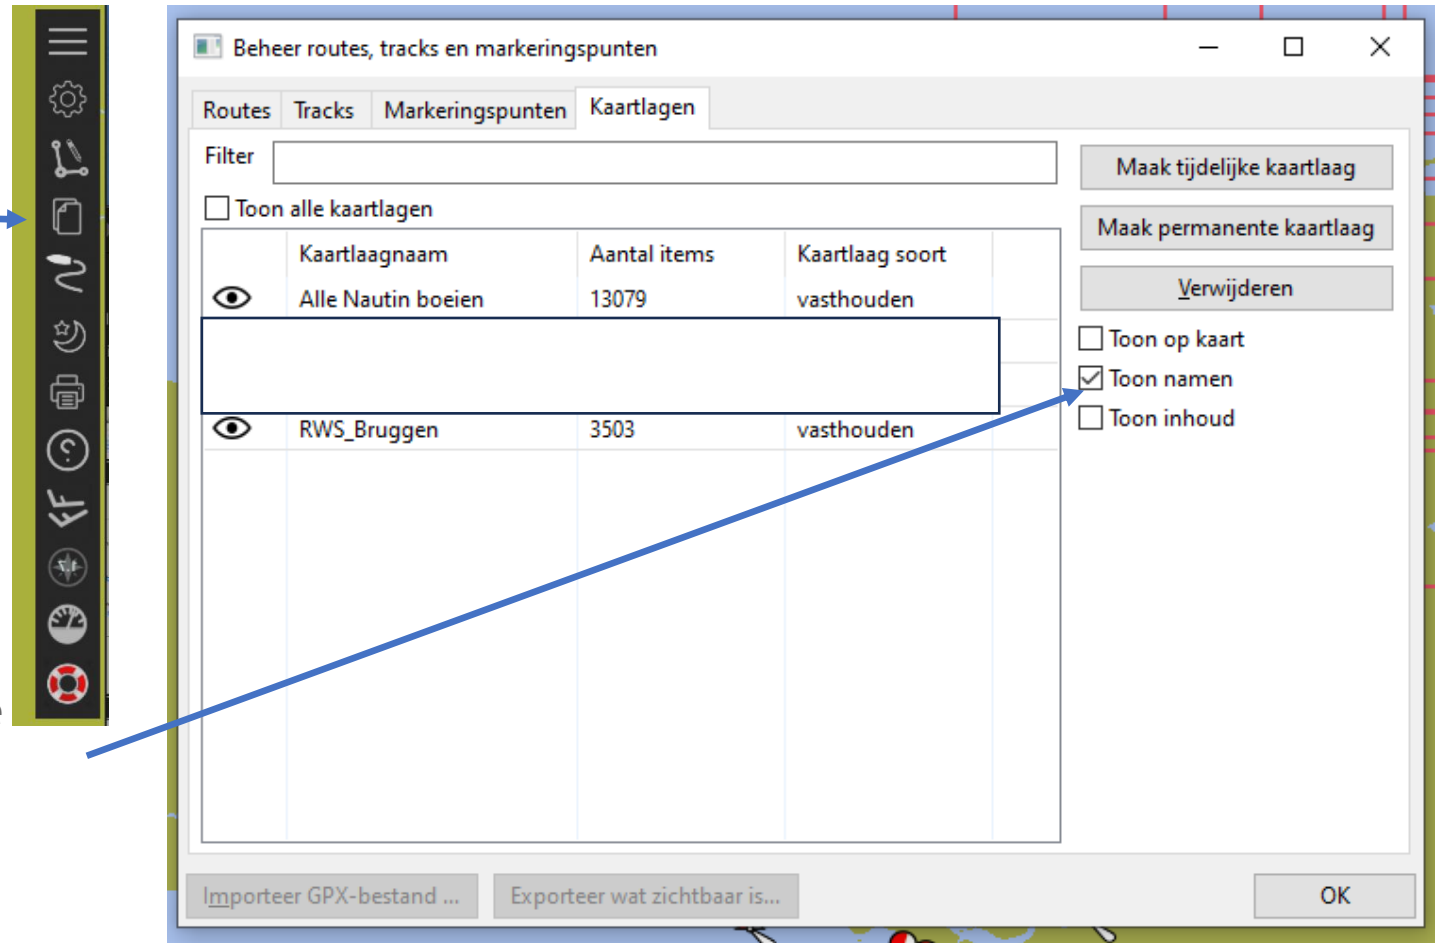 Beheer routes, tracks en markeringspunten
Routes Tracks Markeringspunten Kaartlagen
Filter
Maak tijdelijke kaartlaag
Toon alle kaartlagen
Maak permanente kaartlaag
Kaartlaagnaam Aantal items Kaartlaag soort
Verwijderen
Alle Nautin boeien 13079 vasthouden
Toon op kaart
Toon namen
Toon inhoud
RWS_Bruggen 3503 vasthouden
Importeer GPX-bestand ... Exporteer wat zichtbaar is... OK